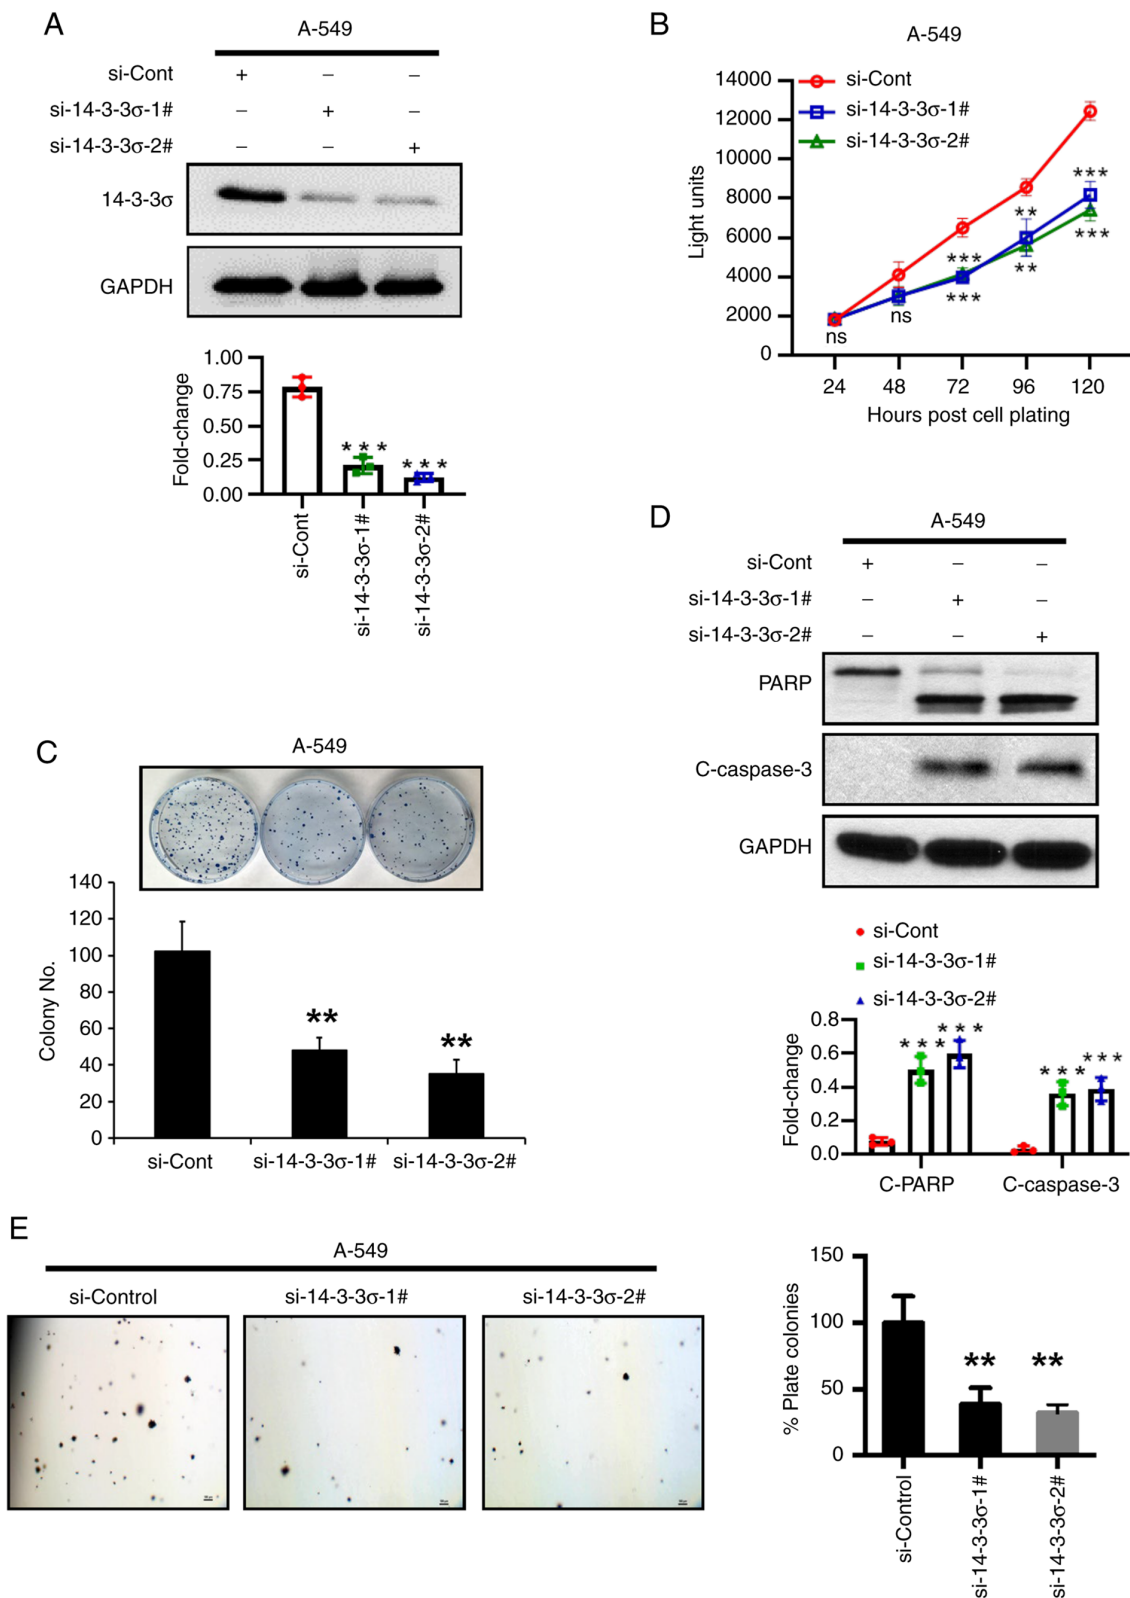 A
A-549
si-Cont + – –
si-14-3-3σ-1# – + –
si-14-3-3σ-2# – – +
14-3-3σ
GAPDH
Fold-change
1.00
0.75
0.50
0.25
0.00
***
***
si-Cont
si-14-3-3σ-1#
si-14-3-3σ-2#
B
A-549
si-Cont
si-14-3-3σ-1#
si-14-3-3σ-2#
Light units
14000
12000
10000
8000
6000
4000
2000
0
ns
ns
***
***
**
**
***
***
24 48 72 96 120
Hours post cell plating
C
A-549
Colony No.
140
120
100
80
60
40
20
0
**
**
si-Cont si-14-3-3σ-1# si-14-3-3σ-2#
D
A-549
si-Cont + – –
si-14-3-3σ-1# – + –
si-14-3-3σ-2# – – +
PARP
C-caspase-3
GAPDH
si-Cont
si-14-3-3σ-1#
si-14-3-3σ-2#
Fold-change
0.8
0.6
0.4
0.2
0.0
***
***
***
***
C-PARP C-caspase-3
E
A-549
si-Control si-14-3-3σ-1# si-14-3-3σ-2#
% Plate colonies
150
100
50
0
** **
si-Control
si-14-3-3σ-1#
si-14-3-3σ-2#